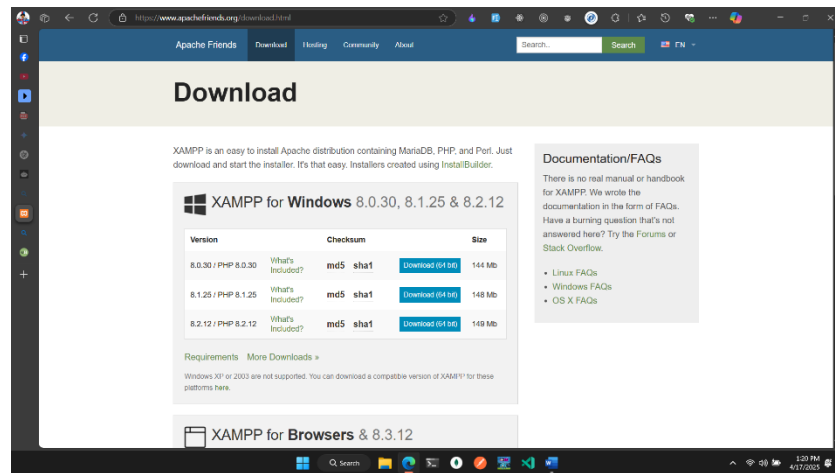 https://www.apachefriends.org/download.html
Apache Friends Download Hosting Community About Search... Search EN
Download
XAMPP is an easy to install Apache distribution containing MariaDB, PHP, and Perl. Just
download and start the installer. It's that easy. Installers created using InstallBuilder.
XAMPP for Windows 8.0.30, 8.1.25 & 8.2.12
Version Checksum Size
8.0.30 / PHP 8.0.30 What's Included? md5 sha1 Download (64 bit) 144 Mb
8.1.25 / PHP 8.1.25 What's Included? md5 sha1 Download (64 bit) 148 Mb
8.2.12 / PHP 8.2.12 What's Included? md5 sha1 Download (64 bit) 149 Mb
Requirements More Downloads »
Windows XP or 2003 are not supported. You can download a compatible version of XAMPP for these
platforms here.
XAMPP for Browsers & 8.3.12
Documentation/FAQs
There is no real manual or handbook
for XAMPP. We wrote the
documentation in the form of FAQs.
Have a burning question that's not
answered here? Try the Forums or
Stack Overflow.
• Linux FAQs
• Windows FAQs
• OS X FAQs
Search
1:20 PM
4/17/2025